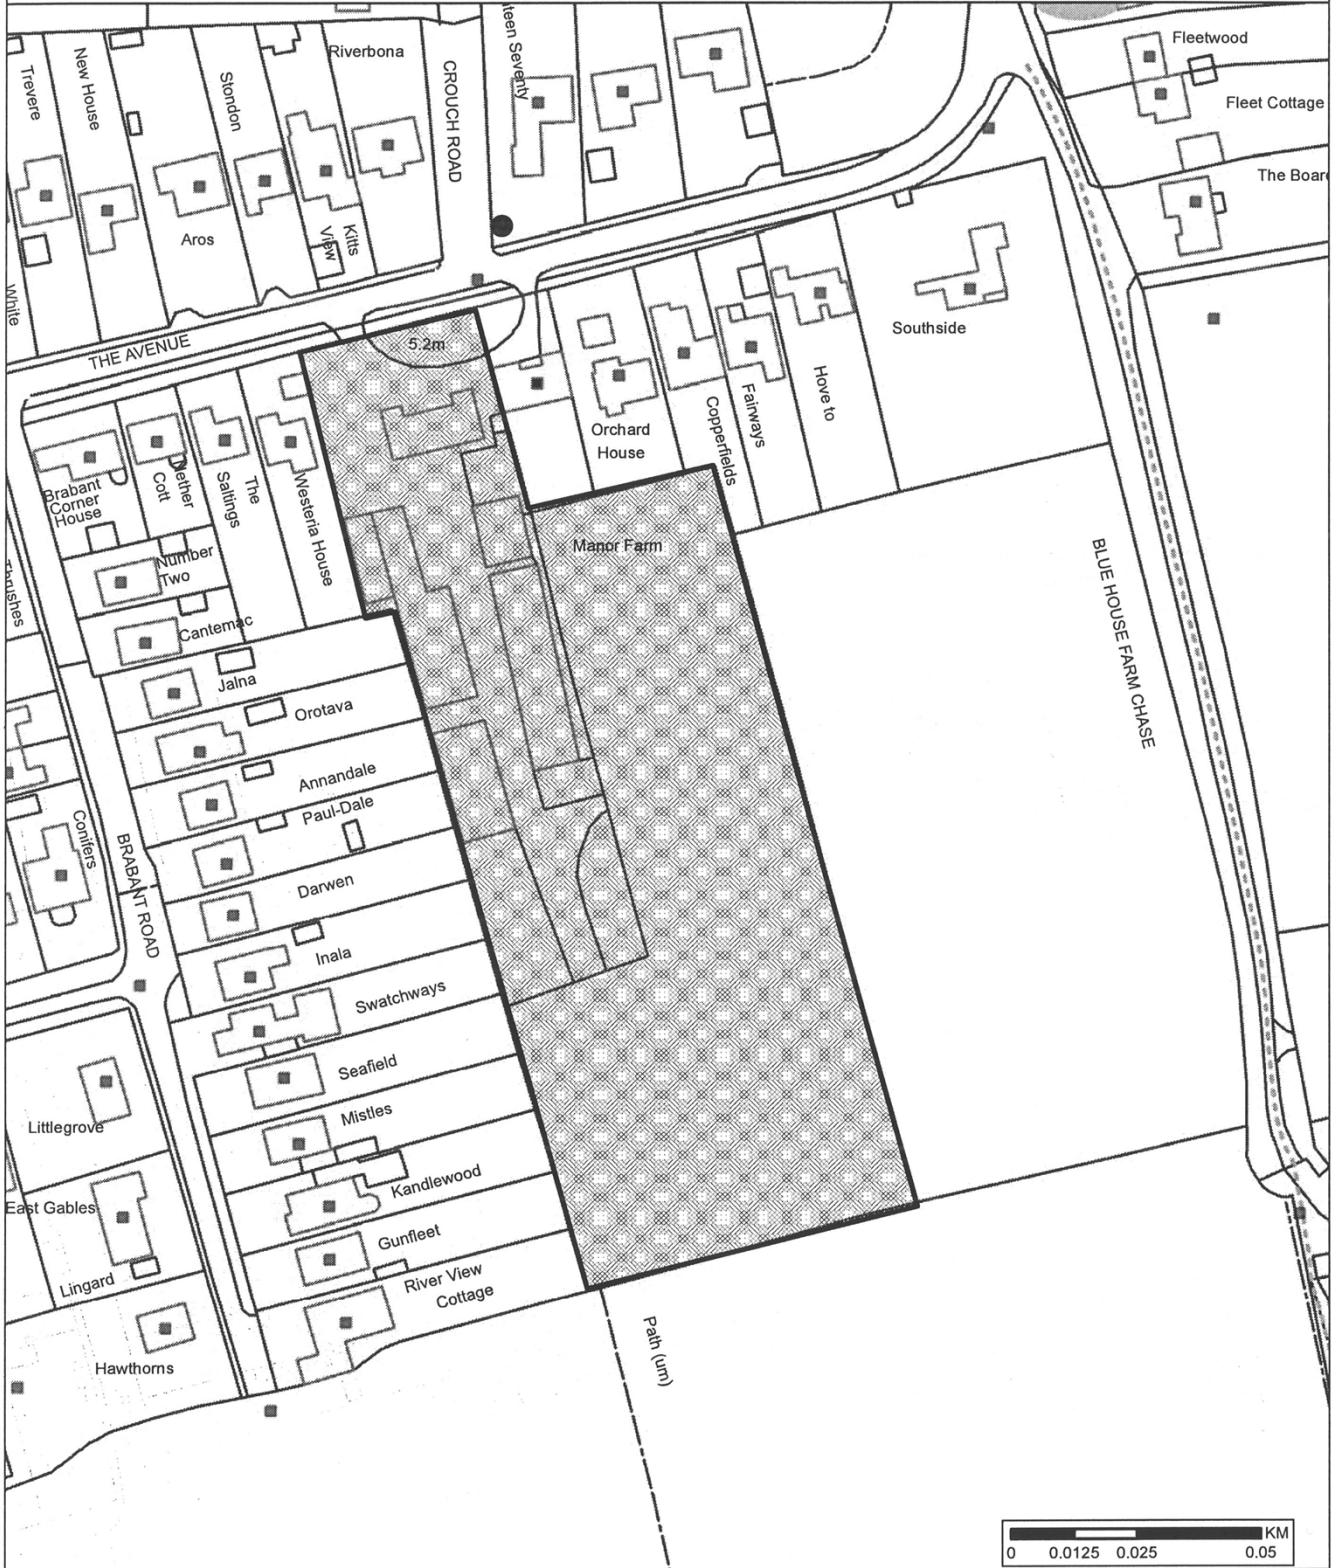 Riverbona
Fleetwood
Trevere
New House
Stondon
CROUCH ROAD
teen Seventy
Fleet Cottage
The Boar
Aros
Kitts
View
White
THE AVENUE
5.2m
Southside
Hove to
Fairways
Copperfields
Orchard
House
Brabant
Corner
House
Nether
Cott
The
Saltings
Westeria House
Manor Farm
Number
Two
Thrushes
Cantemac
Jalna
Orotava
BLUE HOUSE FARM CHASE
Annandale
Paul-Dale
Conifers
BRABANT ROAD
Darwen
Inala
Swatchways
Seafield
Mistles
Littlegrove
Kandlewood
East Gables
Gunfleet
Lingard
River View
Cottage
Hawthorns
Path (um)
KM
0 0.0125 0.025 0.05